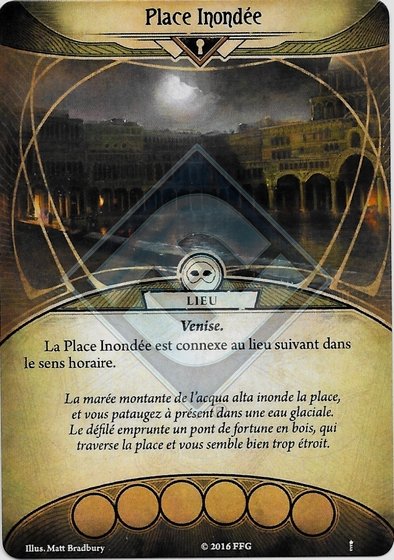 Place Inondée
LIEU
Venise.
La Place Inondée est connexe au lieu suivant dans
le sens horaire.
La marée montante de l'acqua alta inonde la place,
et vous pataugez à présent dans une eau glaciale.
Le défilé emprunte un pont de fortune en bois, qui
traverse la place et vous semble bien trop étroit.
Illus. Matt Bradbury
© 2016 FFG